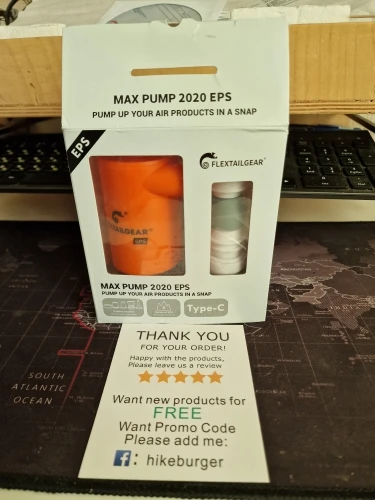 MAX PUMP 2020 EPS
PUMP UP YOUR AIR PRODUCTS IN A SNAP
EPS
FLEXTAILGEAR
FLEXTAILGEAR
EPS
MAX PUMP 2020 EPS
PUMP UP YOUR AIR PRODUCTS IN A SNAP
Type-C
THANK YOU
FOR YOUR ORDER!
Happy with the products,
Please leave us a review
Want new products for
FREE
Want Promo Code
Please add me:
f : hikeburger
SOUTH
ATLANTIC
OCEAN